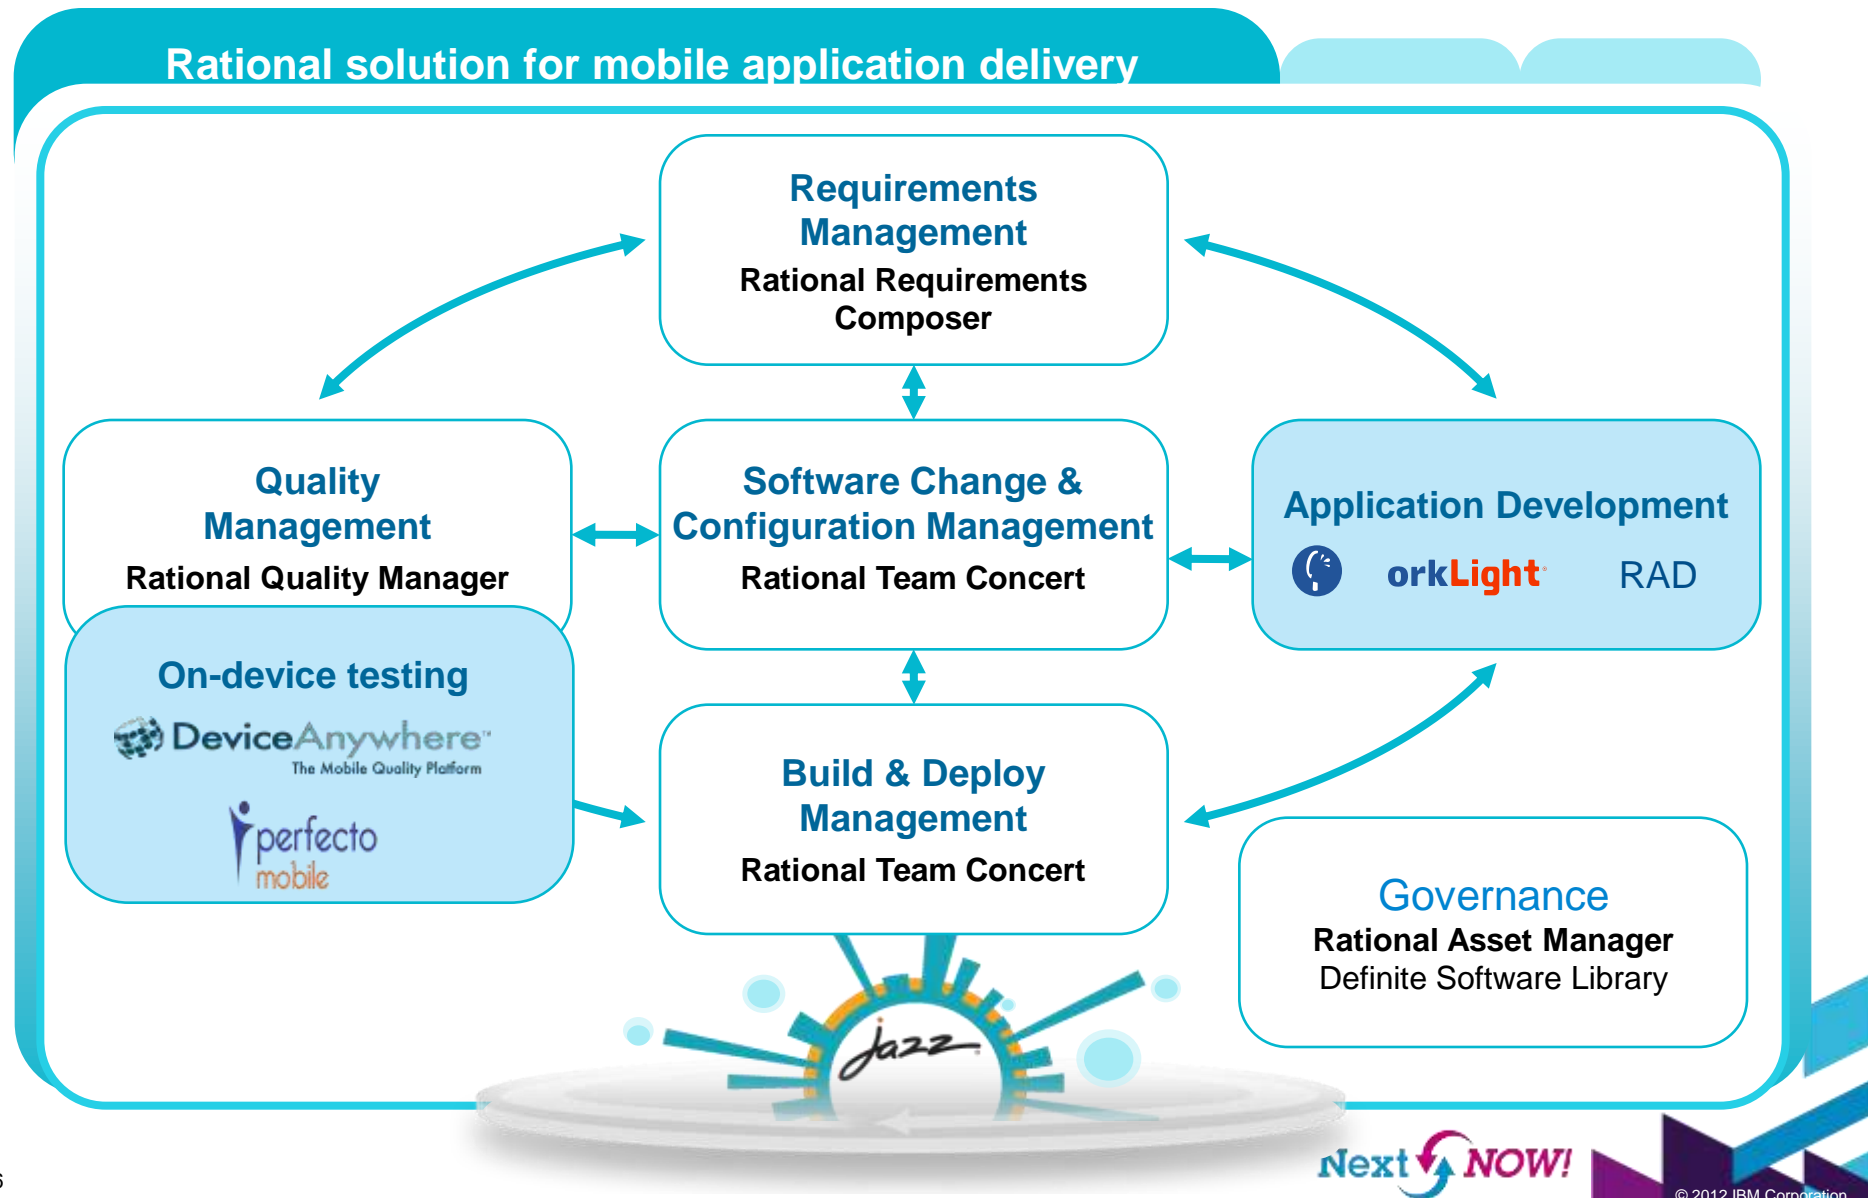 Rational solution for mobile application delivery
Requirements
Management
Rational Requirements
Composer
Quality
Management
Rational Quality Manager
Software Change &
Configuration Management
Rational Team Concert
Application Development
orkLight
RAD
On-device testing
DeviceAnywhere™
The Mobile Quality Platform
perfecto
mobile
Build & Deploy
Management
Rational Team Concert
Governance
Rational Asset Manager
Definite Software Library
jazz
Next NOW!
© 2012 IBM Corporation